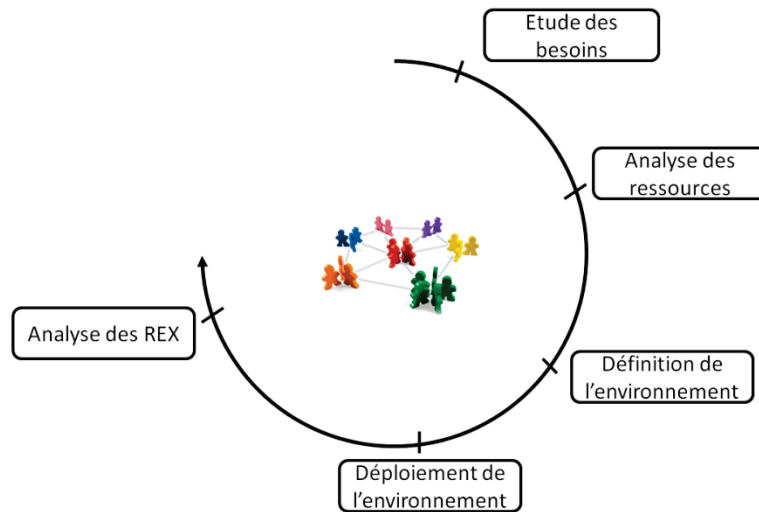 Etude des
besoins
Analyse des
ressources
Définition de
l'environnement
Déploiement de
l'environnement
Analyse des REX